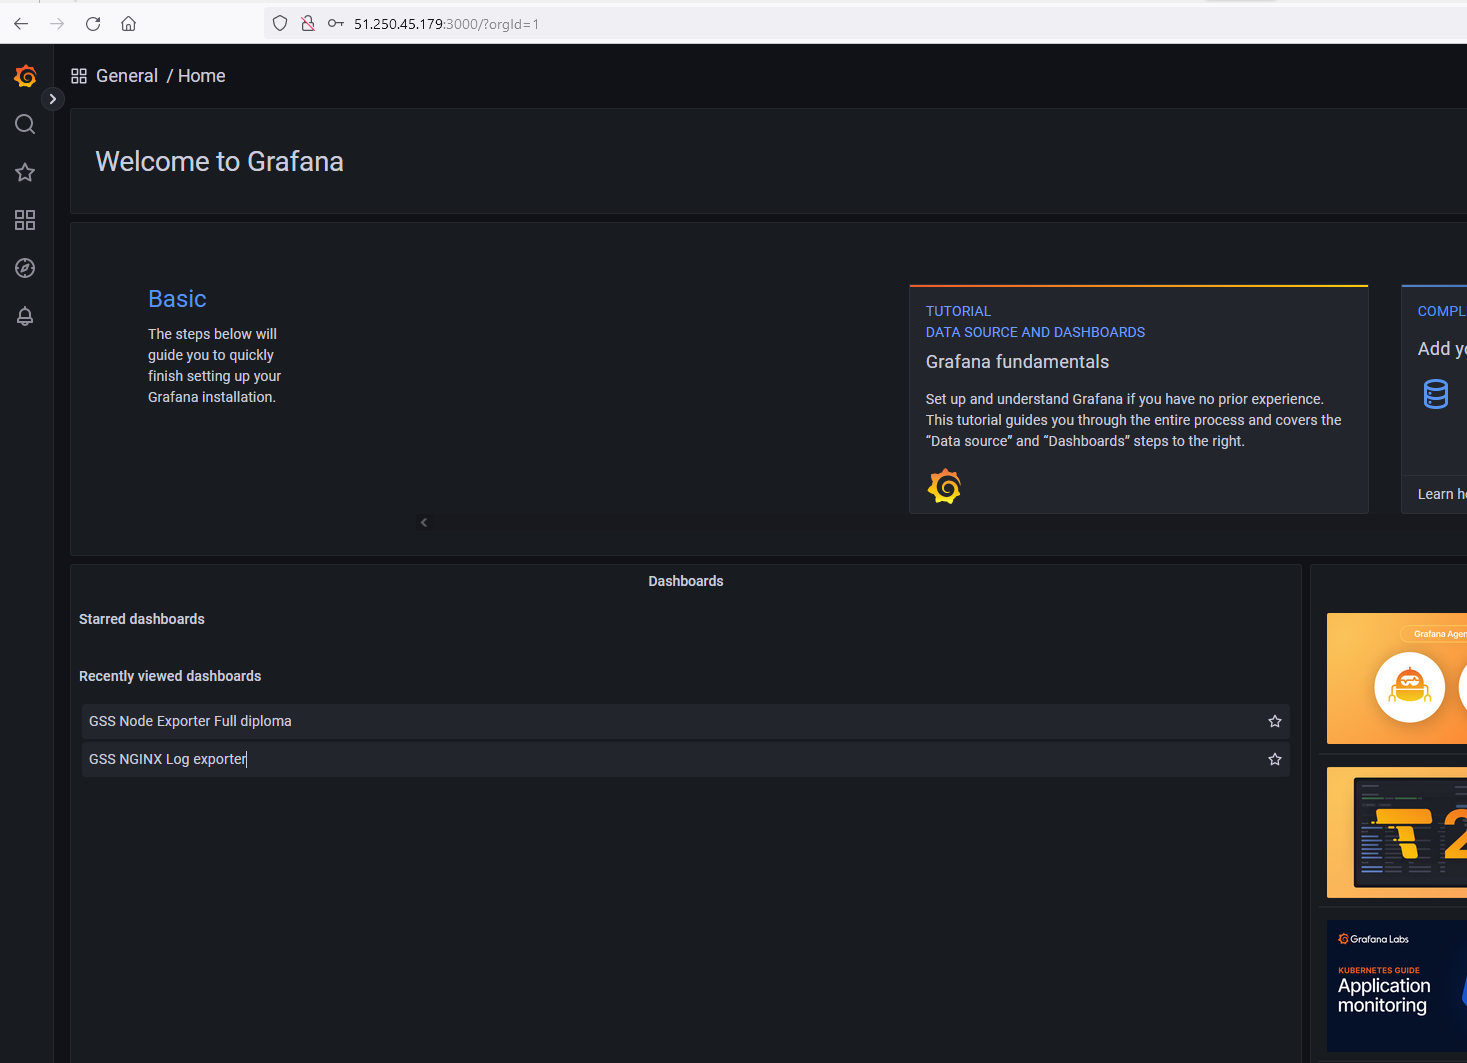 51.250.45.179:3000/?orgId=1
General / Home
Welcome to Grafana
Basic
The steps below will
guide you to quickly
finish setting up your
Grafana installation.
TUTORIAL
DATA SOURCE AND DASHBOARDS
Grafana fundamentals
Set up and understand Grafana if you have no prior experience.
This tutorial guides you through the entire process and covers the
“Data source” and “Dashboards” steps to the right.
COMPL
Add yo
Learn h
Dashboards
Starred dashboards
Recently viewed dashboards
GSS Node Exporter Full diploma
GSS NGINX Log exporter
Grafana Agen
2
Grafana Labs
KUBERNETES GUIDE
Application
monitoring